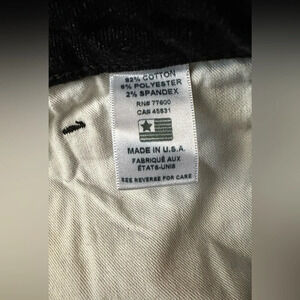 92% COTTON
6% POLYESTER
2% SPANDEX
RN# 77600
CA# 45831
MADE IN U.S.A.
FABRIQUÉ AUX
ÉTATS-UNIS
SEE REVERSE FOR CARE